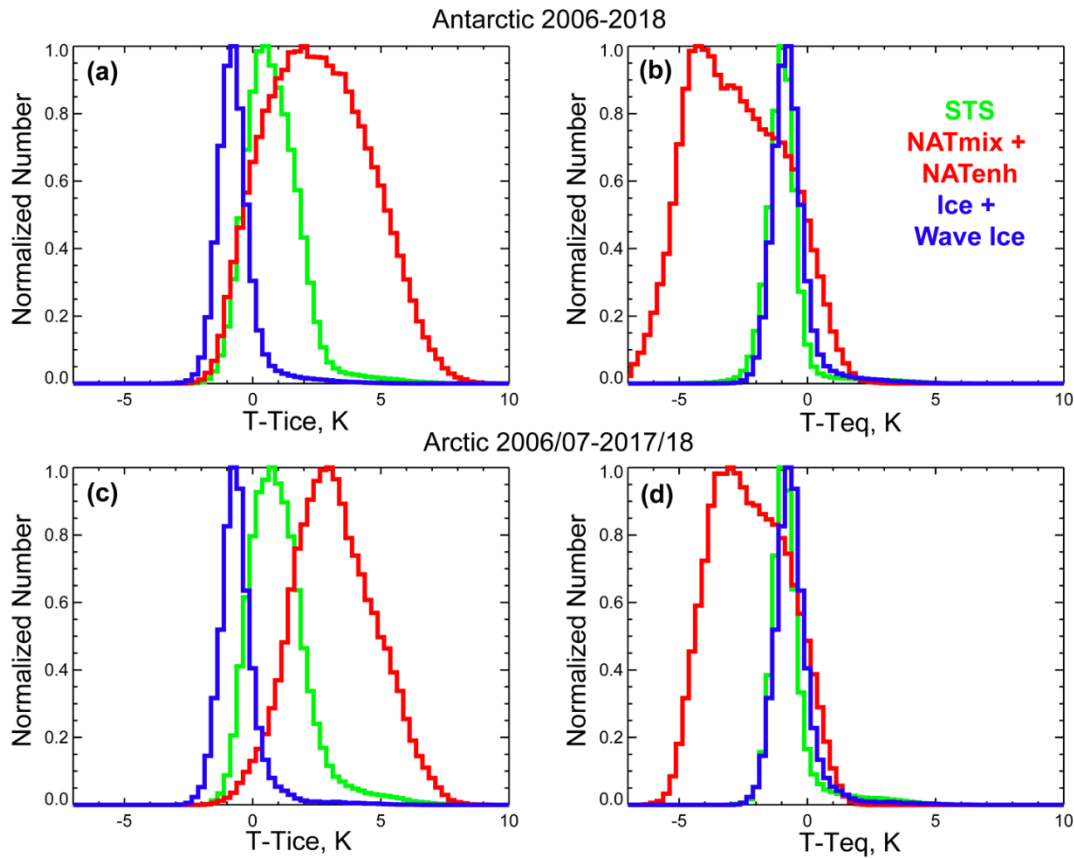 Antarctic 2006-2018
(a)
1.0
0.8
0.6
0.4
0.2
0.0
Normalized Number
-5
0
5
10
T-Tice, K
(b)
STS
NATmix +
NATenh
Ice +
Wave Ice
1.0
0.8
0.6
0.4
0.2
0.0
Normalized Number
-5
0
5
10
T-Teq, K
Arctic 2006/07-2017/18
(c)
1.0
0.8
0.6
0.4
0.2
0.0
Normalized Number
-5
0
5
10
T-Tice, K
(d)
1.0
0.8
0.6
0.4
0.2
0.0
Normalized Number
-5
0
5
10
T-Teq, K